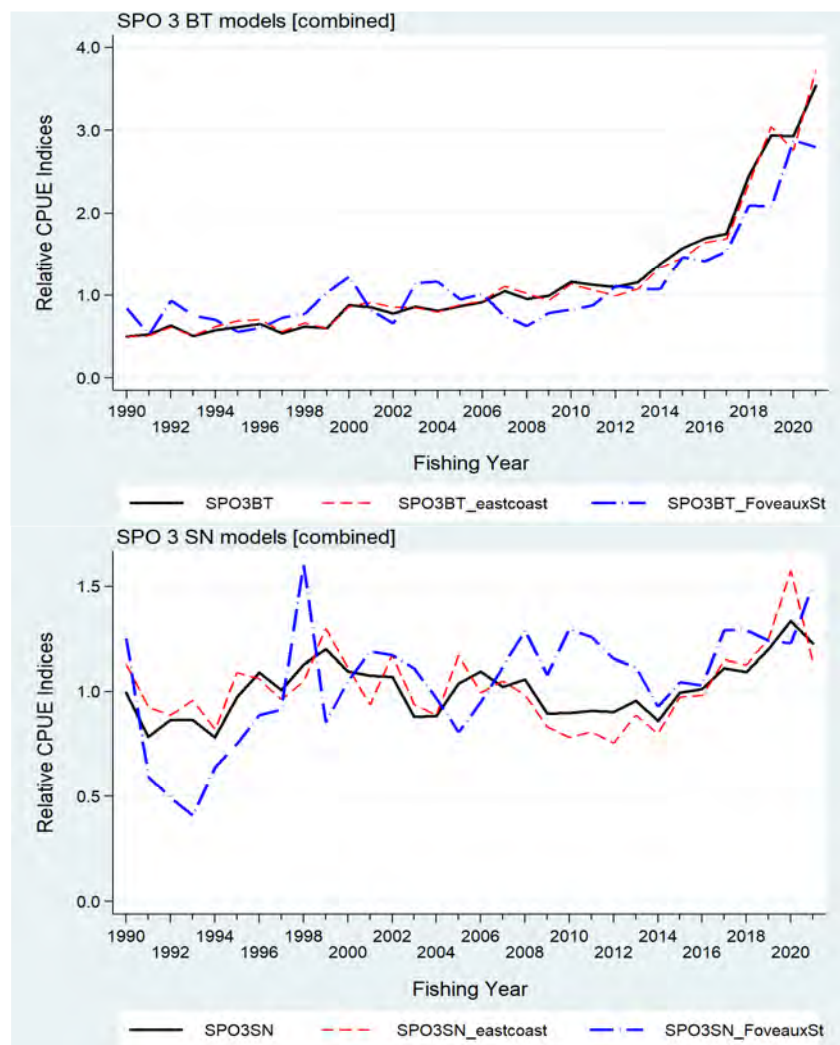 SPO 3 BT models [combined]
4.0
3.0
2.0
1.0
0.0
Relative CPUE Indices
1990 1994 1998 2002 2006 2010 2014 2018
1992 1996 2000 2004 2008 2012 2016 2020
Fishing Year
SPO3BT SPO3BT_eastcoast SPO3BT_FoveauxSt
SPO 3 SN models [combined]
1.5
1.0
0.5
0.0
Relative CPUE Indices
1990 1994 1998 2002 2006 2010 2014 2018
1992 1996 2000 2004 2008 2012 2016 2020
Fishing Year
SPO3SN SPO3SN_eastcoast SPO3SN_FoveauxSt